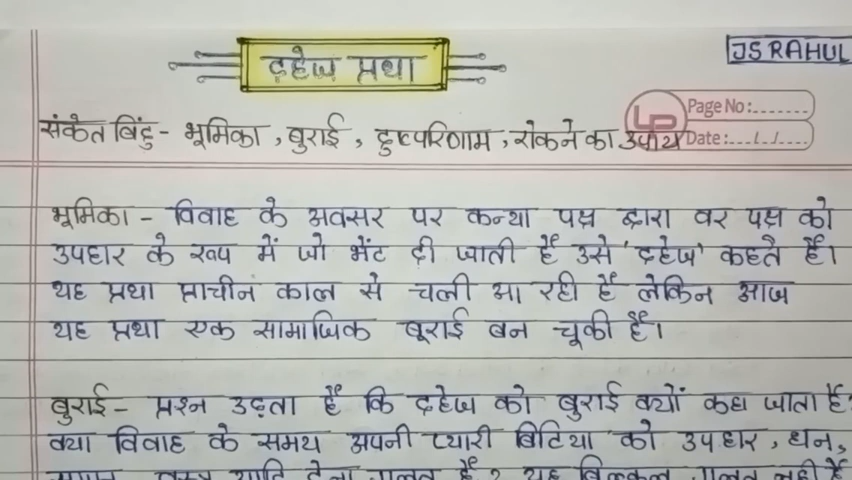 दहेज प्रथा
JS RAHUL
संकेत बिंदु - भूमिका, बुराई, दुष्परिणाम, रोकने का उपाय
Page No:.......
Date:...../...../.....
भूमिका - विवाह के अवसर पर कन्या पक्ष द्वारा वर पक्ष को
उपहार के रूप में जो भेंट दी जाती हैं उसे 'दहेज' कहते हैं।
यह प्रथा प्राचीन काल से चली आ रही हैं लेकिन आज
यह प्रथा एक सामाजिक बूराई बन चूकी हैं।
बुराई - प्रश्न उठता हैं कि दहेज को बुराई क्यों कहा जाता हैं?
क्या विवाह के समय अपनी प्यारी बिटिया को उपहार, धन,